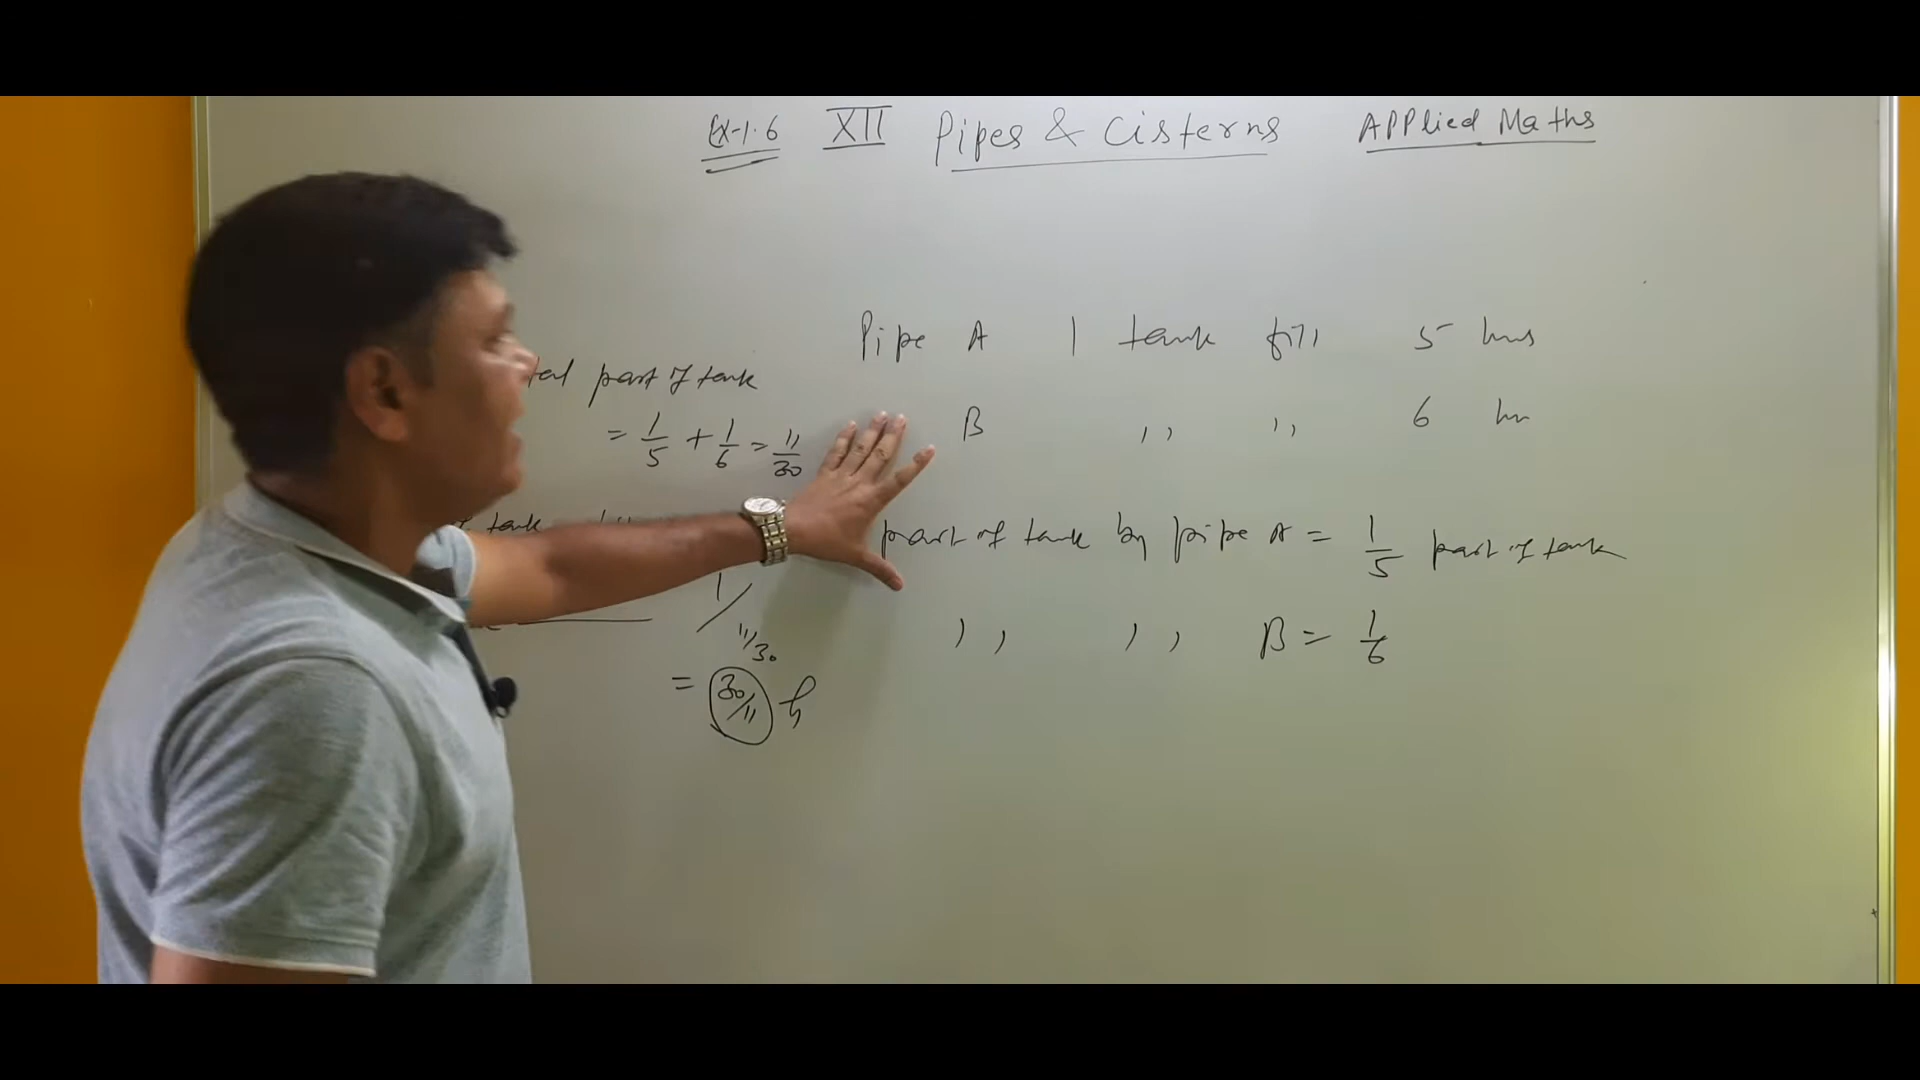 Ex-1.6 XII Pipes & Cisterns Applied Maths
Pipe A 1 tank fill 5 hrs
B ,, ,, 6 hr
part of tank by pipe A = 1/5 part of tank
,, ,, B = 1/6
part of tank
= 1/5 + 1/6 = 11/30
tank
1 / 11/30
= 30/11 h